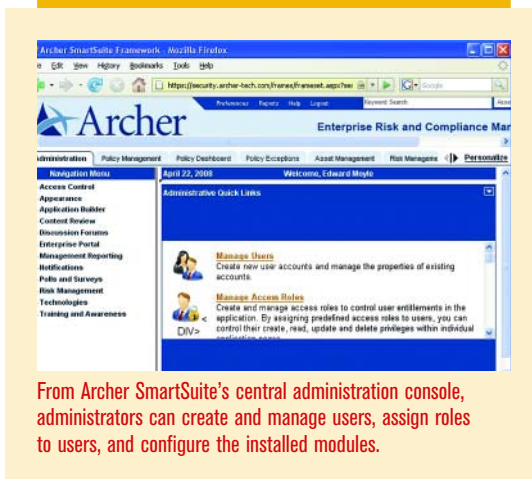 Archer SmartSuite Framework - Mozilla Firefox
Edit View History Bookmarks Tools Help
https://security.archer-tech.com/frames/frameset.aspx?
Google
Preferences Reports Help Logout Keyword Search
Archer
Enterprise Risk and Compliance Mar
dministration Policy Management Policy Dashboard Policy Exceptions Asset Management Risk Managems Personalize
Navigation Menu
April 22, 2008 Welcome, Edward Moyle
Access Control
Appearance
Application Builder
Content Review
Discussion Forums
Enterprise Portal
Management Reporting
Notifications
Polls and Surveys
Risk Management
Technologies
Training and Awareness
Administrative Quick Links
Manage Users
Create new user accounts and manage the properties of existing
accounts.
Manage Access Roles
Create and manage access roles to control user entitlements in the
application. By assigning predefined access roles to users, you can
control their create, read, update and delete privileges within individual
DIV>
<
From Archer SmartSuite's central administration console,
administrators can create and manage users, assign roles
to users, and configure the installed modules.